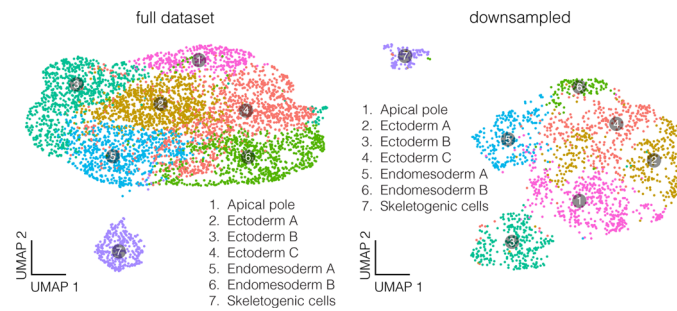 full dataset
1
3
2
4
5
6
7
1. Apical pole
2. Ectoderm A
3. Ectoderm B
4. Ectoderm C
5. Endomesoderm A
6. Endomesoderm B
7. Skeletogenic cells
UMAP 2
UMAP 1
downsampled
7
6
1. Apical pole
2. Ectoderm A
3. Ectoderm B
4. Ectoderm C
5. Endomesoderm A
6. Endomesoderm B
7. Skeletogenic cells
4
5
2
1
3
UMAP 2
UMAP 1